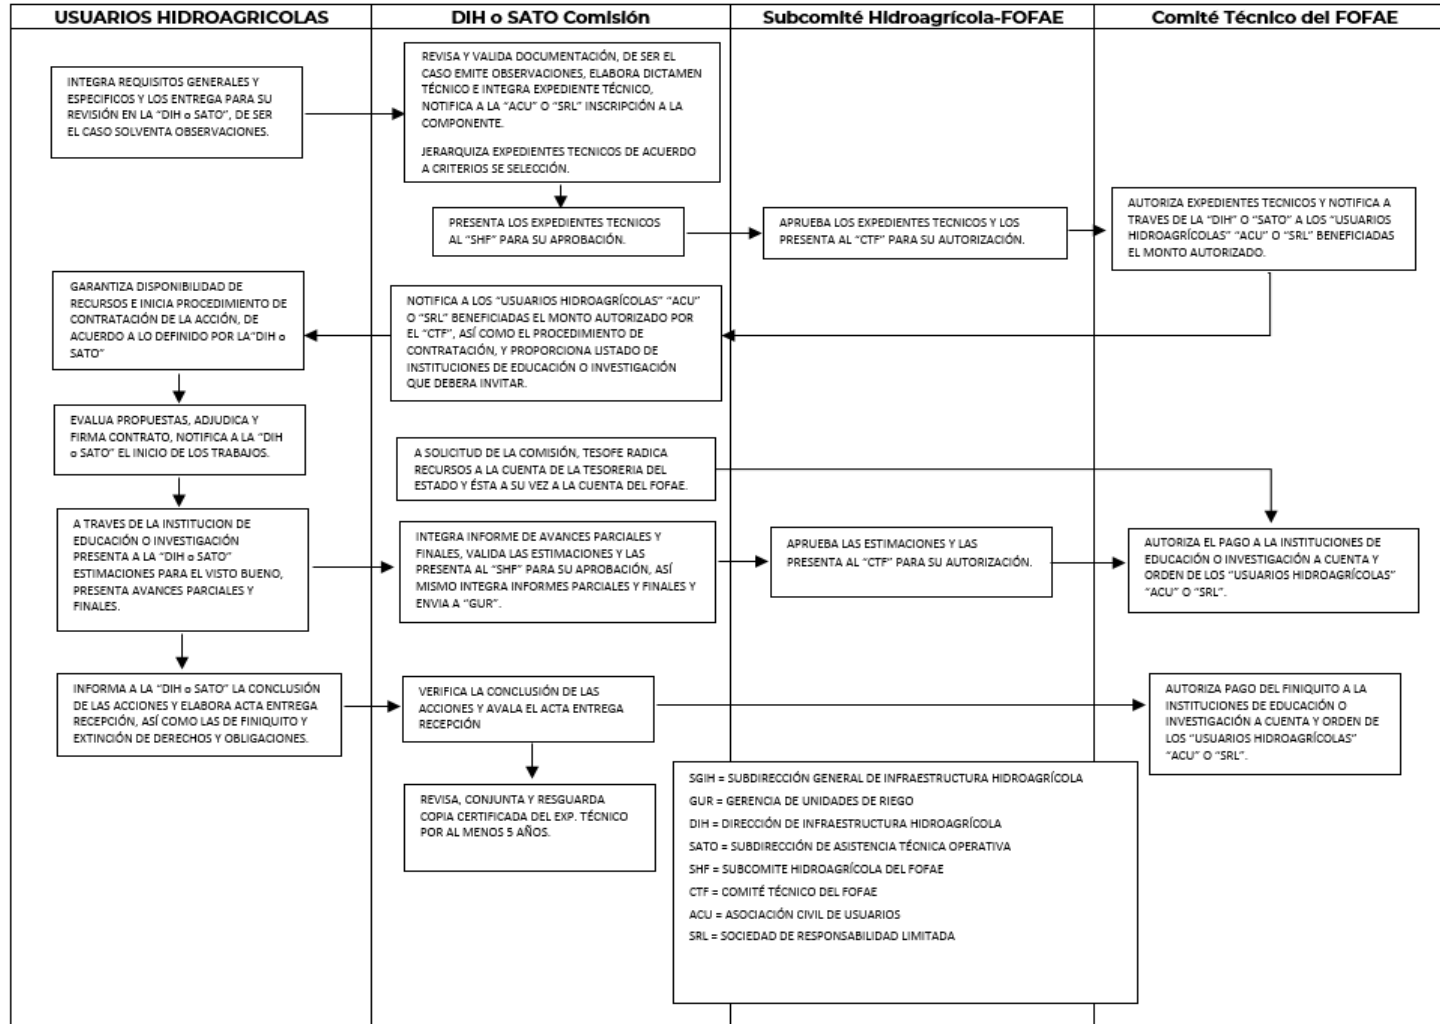 USUARIOS HIDROAGRICOLAS
DIH o SATO Comisión
Subcomité Hidroagrícola-FOFAE
Comité Técnico del FOFAE
INTEGRA REQUISITOS GENERALES Y
ESPECIFICOS Y LOS ENTREGA PARA SU
REVISIÓN EN LA "DIH o SATO", DE SER
EL CASO SOLVENTA OBSERVACIONES.
REVISA Y VALIDA DOCUMENTACIÓN, DE SER EL
CASO EMITE OBSERVACIONES, ELABORA DICTAMEN
TÉCNICO E INTEGRA EXPEDIENTE TÉCNICO,
NOTIFICA A LA "ACU" O "SRL" INSCRIPCIÓN A LA
COMPONENTE.
JERARQUIZA EXPEDIENTES TECNICOS DE ACUERDO
A CRITERIOS SE SELECCIÓN.
PRESENTA LOS EXPEDIENTES TECNICOS
AL "SHF" PARA SU APROBACIÓN.
APRUEBA LOS EXPEDIENTES TECNICOS Y LOS
PRESENTA AL "CTF" PARA SU AUTORIZACIÓN.
AUTORIZA EXPEDIENTES TECNICOS Y NOTIFICA A
TRAVES DE LA "DIH" O "SATO" A LOS "USUARIOS
HIDROAGRÍCOLAS" "ACU" O "SRL" BENEFICIADAS
EL MONTO AUTORIZADO.
GARANTIZA DISPONIBILIDAD DE
RECURSOS E INICIA PROCEDIMIENTO DE
CONTRATACIÓN DE LA ACCIÓN, DE
ACUERDO A LO DEFINIDO POR LA"DIH o
SATO"
NOTIFICA A LOS "USUARIOS HIDROAGRÍCOLAS" "ACU"
O "SRL" BENEFICIADAS EL MONTO AUTORIZADO POR
EL "CTF", ASÍ COMO EL PROCEDIMIENTO DE
CONTRATACIÓN, Y PROPORCIONA LISTADO DE
INSTITUCIONES DE EDUCACIÓN O INVESTIGACIÓN
QUE DEBERA INVITAR.
EVALUA PROPUESTAS, ADJUDICA Y
FIRMA CONTRATO, NOTIFICA A LA "DIH
o SATO" EL INICIO DE LOS TRABAJOS.
A SOLICITUD DE LA COMISIÓN, TESOFE RADICA
RECURSOS A LA CUENTA DE LA TESORERIA DEL
ESTADO Y ÉSTA A SU VEZ A LA CUENTA DEL FOFAE.
A TRAVES DE LA INSTITUCION DE
EDUCACIÓN O INVESTIGACIÓN
PRESENTA A LA "DIH o SATO"
ESTIMACIONES PARA EL VISTO BUENO,
PRESENTA AVANCES PARCIALES Y
FINALES.
INTEGRA INFORME DE AVANCES PARCIALES Y
FINALES, VALIDA LAS ESTIMACIONES Y LAS
PRESENTA AL "SHF" PARA SU APROBACIÓN, ASÍ
MISMO INTEGRA INFORMES PARCIALES Y FINALES Y
ENVIA A "GUR".
APRUEBA LAS ESTIMACIONES Y LAS
PRESENTA AL "CTF" PARA SU AUTORIZACIÓN.
AUTORIZA EL PAGO A LA INSTITUCIONES DE
EDUCACIÓN O INVESTIGACIÓN A CUENTA Y
ORDEN DE LOS "USUARIOS HIDROAGRÍCOLAS"
"ACU" O "SRL".
INFORMA A LA "DIH o SATO" LA CONCLUSIÓN
DE LAS ACCIONES Y ELABORA ACTA ENTREGA
RECEPCIÓN, ASÍ COMO LAS DE FINIQUITO Y
EXTINCIÓN DE DERECHOS Y OBLIGACIONES.
VERIFICA LA CONCLUSIÓN DE LAS
ACCIONES Y AVALA EL ACTA ENTREGA
RECEPCIÓN
AUTORIZA PAGO DEL FINIQUITO A LA
INSTITUCIONES DE EDUCACIÓN O
INVESTIGACIÓN A CUENTA Y ORDEN DE
LOS "USUARIOS HIDROAGRÍCOLAS"
"ACU" O "SRL".
REVISA, CONJUNTA Y RESGUARDA
COPIA CERTIFICADA DEL EXP. TÉCNICO
POR AL MENOS 5 AÑOS.
SGIH = SUBDIRECCIÓN GENERAL DE INFRAESTRUCTURA HIDROAGRÍCOLA
GUR = GERENCIA DE UNIDADES DE RIEGO
DIH = DIRECCIÓN DE INFRAESTRUCTURA HIDROAGRÍCOLA
SATO = SUBDIRECCIÓN DE ASISTENCIA TÉCNICA OPERATIVA
SHF = SUBCOMITE HIDROAGRÍCOLA DEL FOFAE
CTF = COMITÉ TÉCNICO DEL FOFAE
ACU = ASOCIACIÓN CIVIL DE USUARIOS
SRL = SOCIEDAD DE RESPONSABILIDAD LIMITADA